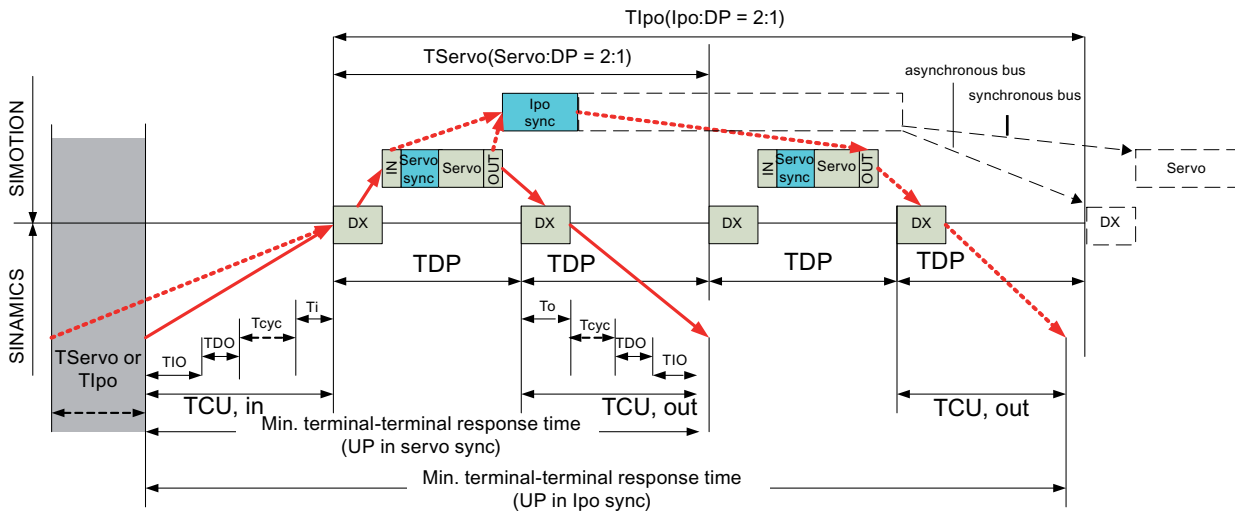 TIpo(Ipo:DP = 2:1)
TServo(Servo:DP = 2:1)
asynchronous bus
synchronous bus
SIMOTION
Ipo
sync
IN
Servo
sync
Servo
OUT
IN
Servo
sync
Servo
OUT
Servo
DX
DX
DX
DX
DX
SINAMICS
TDP
TDP
TDP
TDP
Ti
To
Tcyc
Tcyc
TDO
TDO
TIO
TIO
TServo or
TIpo
TCU, in
TCU, out
TCU, out
Min. terminal-terminal response time
(UP in servo sync)
Min. terminal-terminal response time
(UP in Ipo sync)